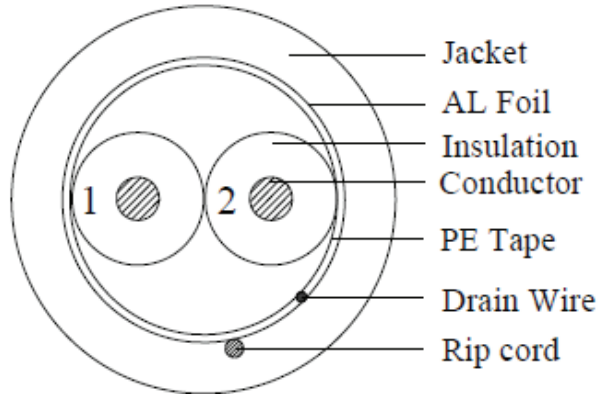 Jacket
AL Foil
Insulation
Conductor
1 2
PE Tape
Drain Wire
Rip cord